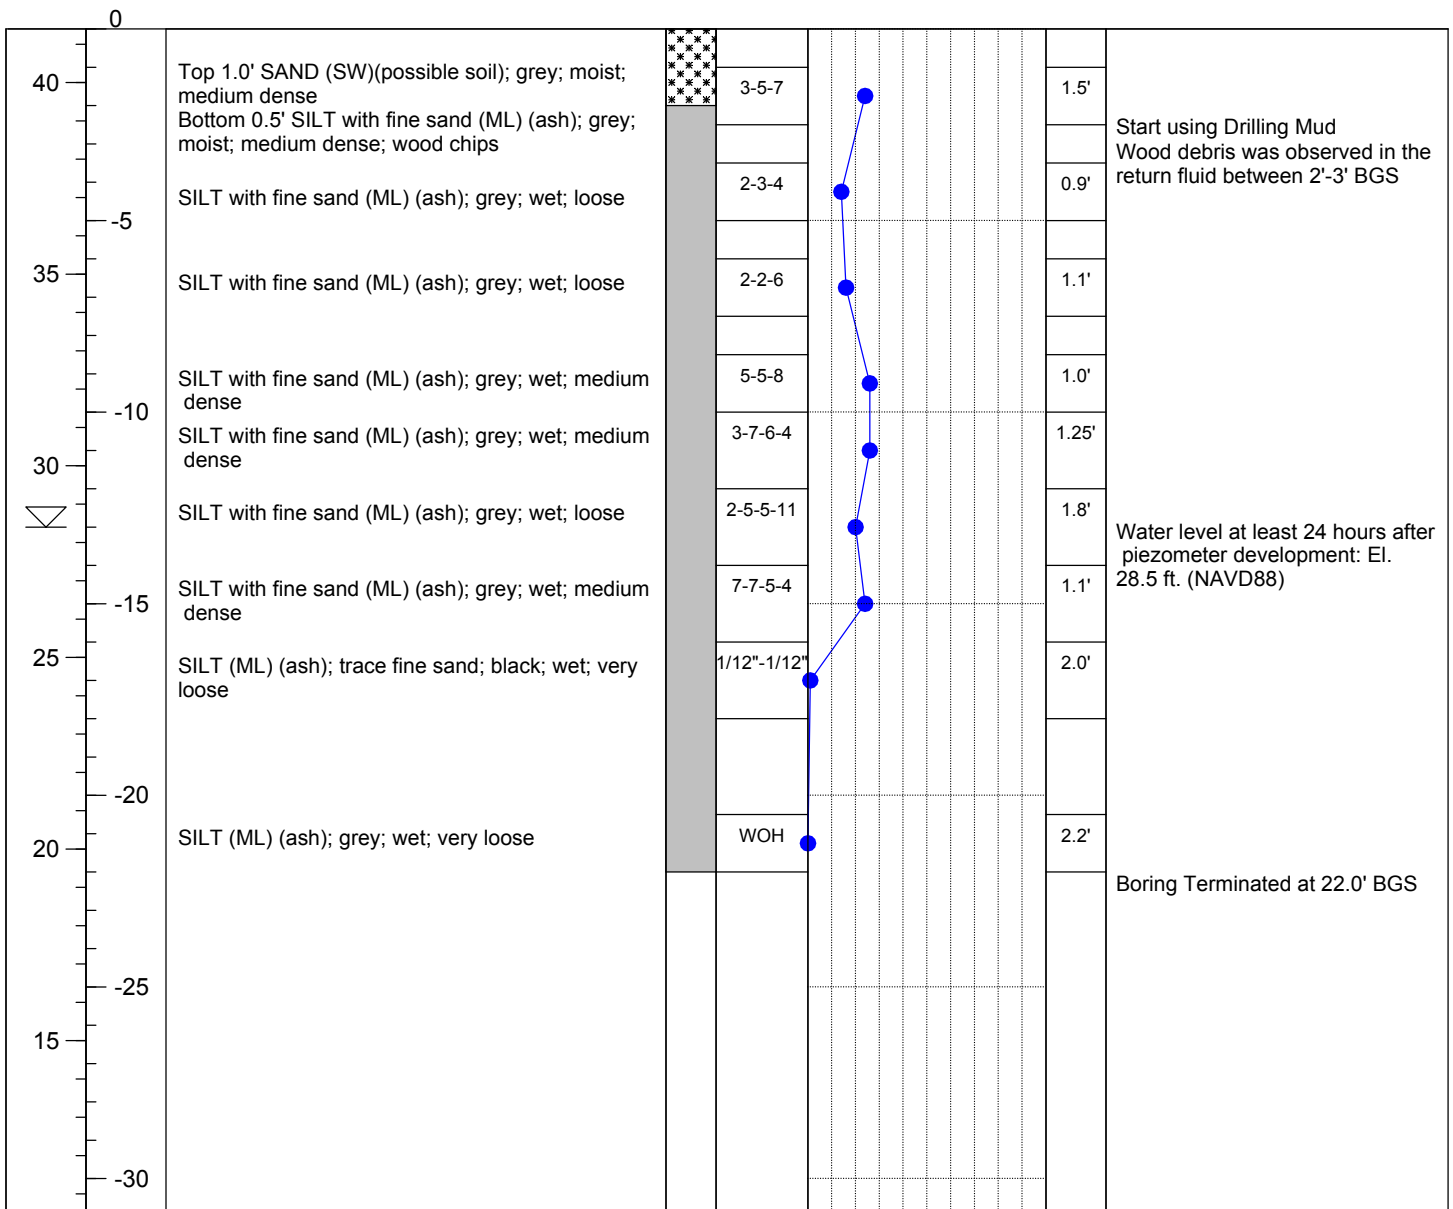 0
40
Top 1.0' SAND (SW)(possible soil); grey; moist;
medium dense
Bottom 0.5' SILT with fine sand (ML) (ash); grey;
moist; medium dense; wood chips
3-5-7
1.5'
Start using Drilling Mud
Wood debris was observed in the
return fluid between 2'-3' BGS
SILT with fine sand (ML) (ash); grey; wet; loose
2-3-4
0.9'
-5
35
SILT with fine sand (ML) (ash); grey; wet; loose
2-2-6
1.1'
SILT with fine sand (ML) (ash); grey; wet; medium
dense
5-5-8
1.0'
-10
SILT with fine sand (ML) (ash); grey; wet; medium
dense
3-7-6-4
1.25'
30
SILT with fine sand (ML) (ash); grey; wet; loose
2-5-5-11
1.8'
Water level at least 24 hours after
piezometer development: El.
28.5 ft. (NAVD88)
SILT with fine sand (ML) (ash); grey; wet; medium
dense
7-7-5-4
1.1'
-15
25
SILT (ML) (ash); trace fine sand; black; wet; very
loose
1/12"-1/12"
2.0'
-20
20
SILT (ML) (ash); grey; wet; very loose
WOH
2.2'
Boring Terminated at 22.0' BGS
-25
15
-30